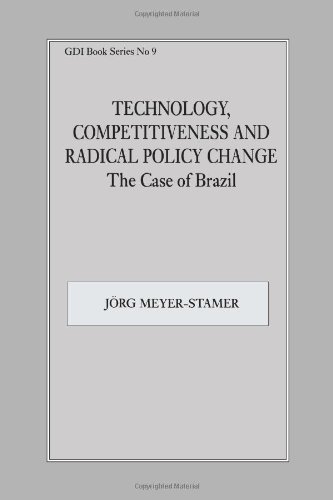 GDI Book Series No 9
TECHNOLOGY,
COMPETITIVENESS AND
RADICAL POLICY CHANGE
The Case of Brazil
JÖRG MEYER-STAMER